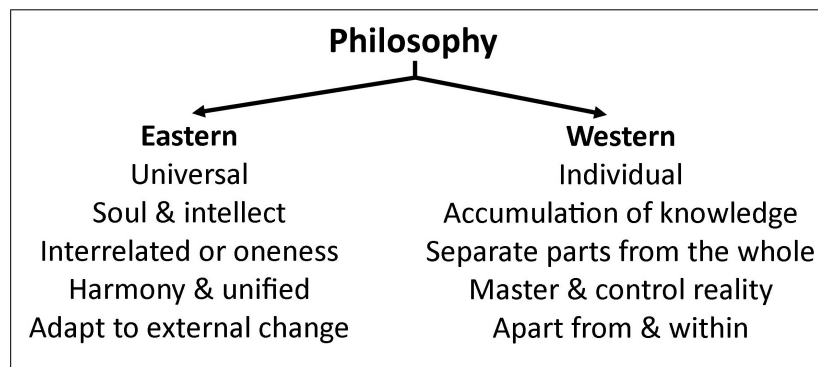 Philosophy
Eastern
Universal
Soul & intellect
Interrelated or oneness
Harmony & unified
Adapt to external change
Western
Individual
Accumulation of knowledge
Separate parts from the whole
Master & control reality
Apart from & within